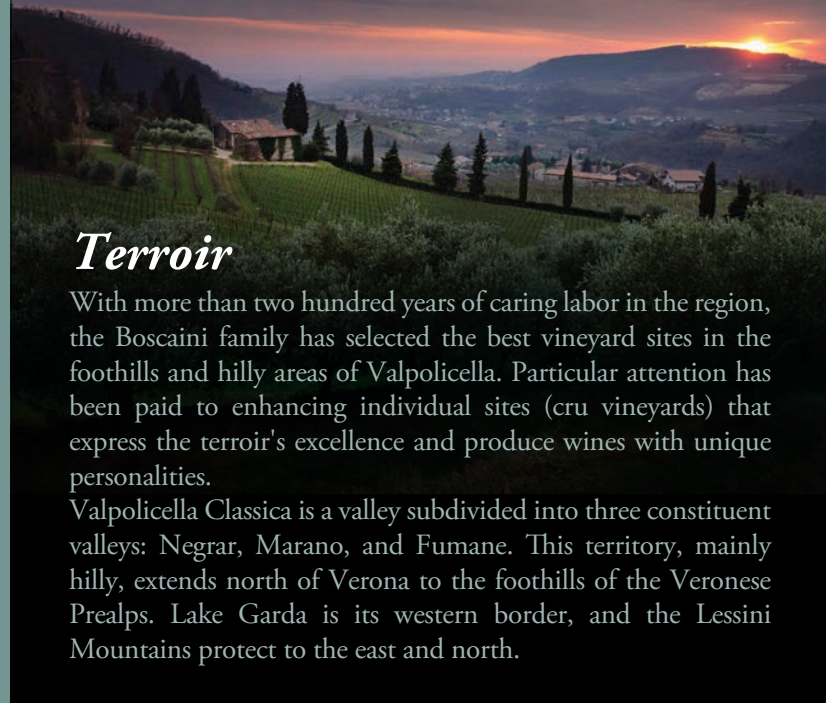 Terroir
With more than two hundred years of caring labor in the region,
the Boscaini family has selected the best vineyard sites in the
foothills and hilly areas of Valpolicella. Particular attention has
been paid to enhancing individual sites (cru vineyards) that
express the terroir's excellence and produce wines with unique
personalities.
Valpolicella Classica is a valley subdivided into three constituent
valleys: Negrar, Marano, and Fumane. This territory, mainly
hilly, extends north of Verona to the foothills of the Veronese
Prealps. Lake Garda is its western border, and the Lessini
Mountains protect to the east and north.